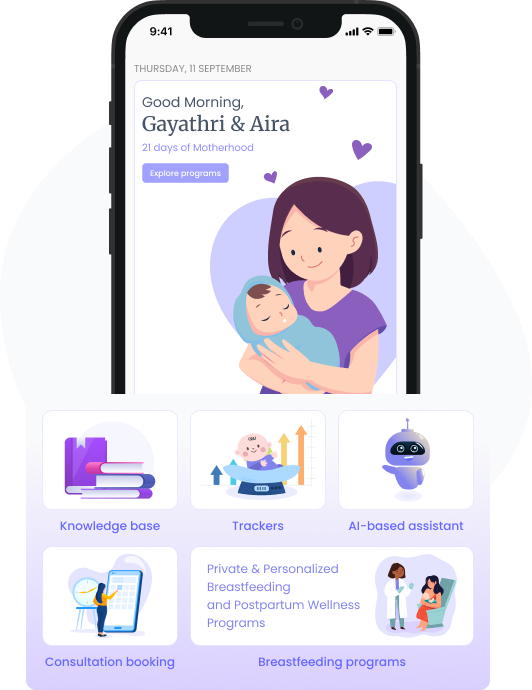 9:41
THURSDAY, 11 SEPTEMBER
Good Morning,
Gayathri & Aira
21 days of Motherhood
Explore programs
Knowledge base
Trackers
AI-based assistant
Private & Personalized
Breastfeeding
and Postpartum Wellness
Programs
Consultation booking
Breastfeeding programs